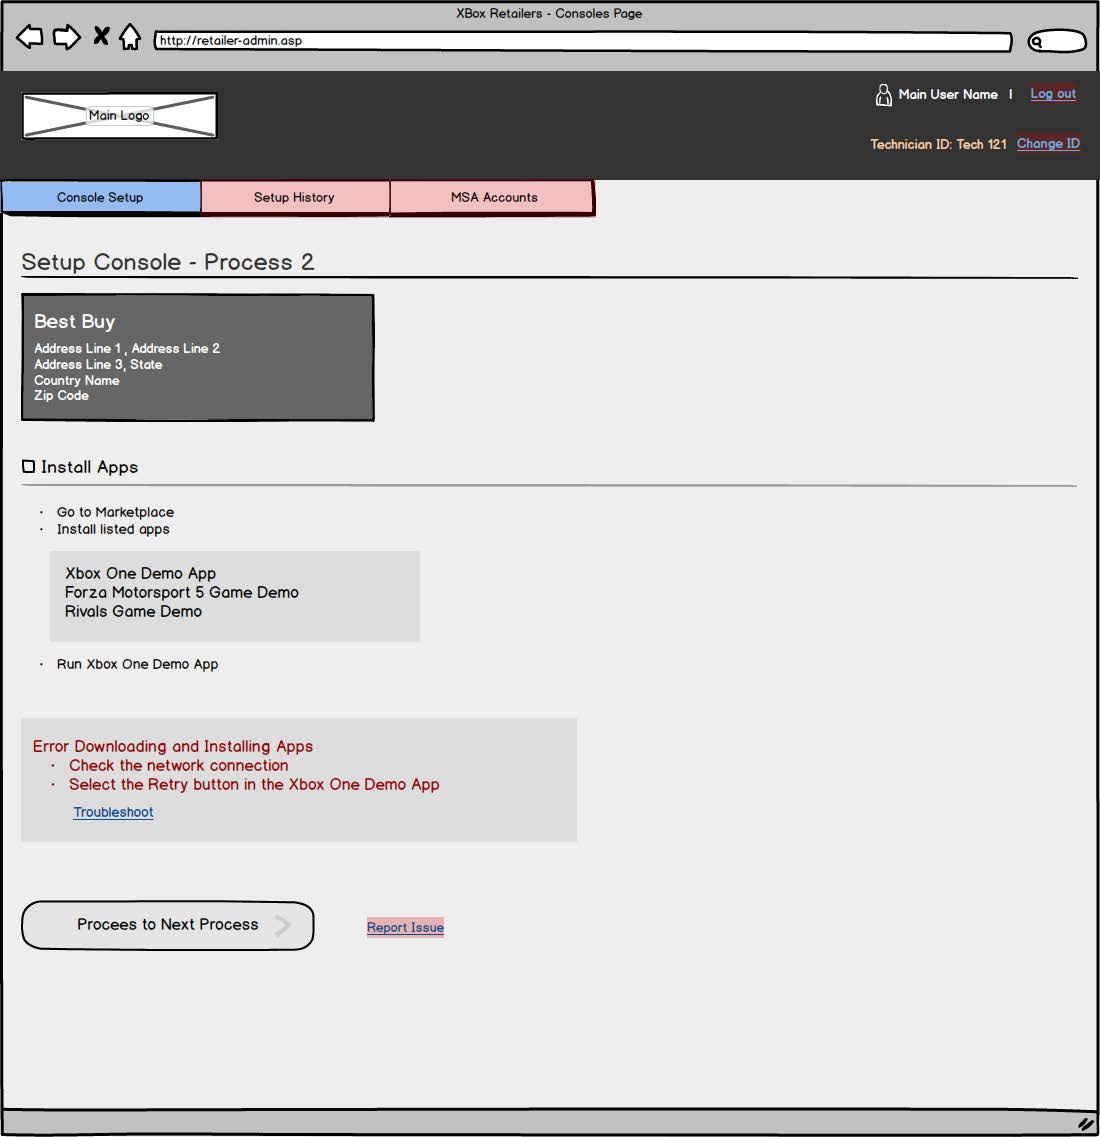 XBox Retailers - Consoles Page
http://retailer-admin.asp
Main Logo
Main User Name | Log out
Technician ID: Tech 121 Change ID
Console Setup
Setup History
MSA Accounts
Setup Console - Process 2
Best Buy
Address Line 1 , Address Line 2
Address Line 3, State
Country Name
Zip Code
Install Apps
· Go to Marketplace
· Install listed apps
Xbox One Demo App
Forza Motorsport 5 Game Demo
Rivals Game Demo
· Run Xbox One Demo App
Error Downloading and Installing Apps
· Check the network connection
· Select the Retry button in the Xbox One Demo App
Troubleshoot
Procees to Next Process
Report Issue